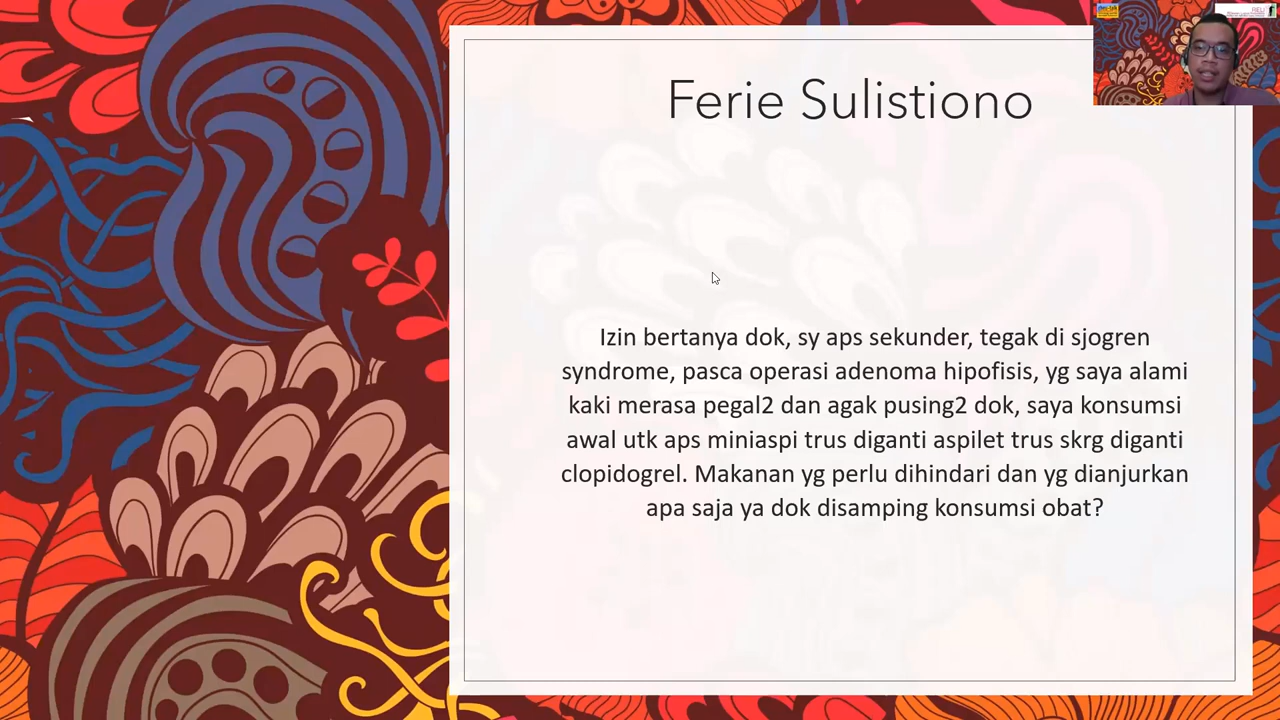 Ferie Sulistiono
Izin bertanya dok, sy aps sekunder, tegak di sjogren
syndrome, pasca operasi adenoma hipofisis, yg saya alami
kaki merasa pegal2 dan agak pusing2 dok, saya konsumsi
awal utk aps miniaspi trus diganti aspilet trus skrg diganti
clopidogrel. Makanan yg perlu dihindari dan yg dianjurkan
apa saja ya dok disamping konsumsi obat?